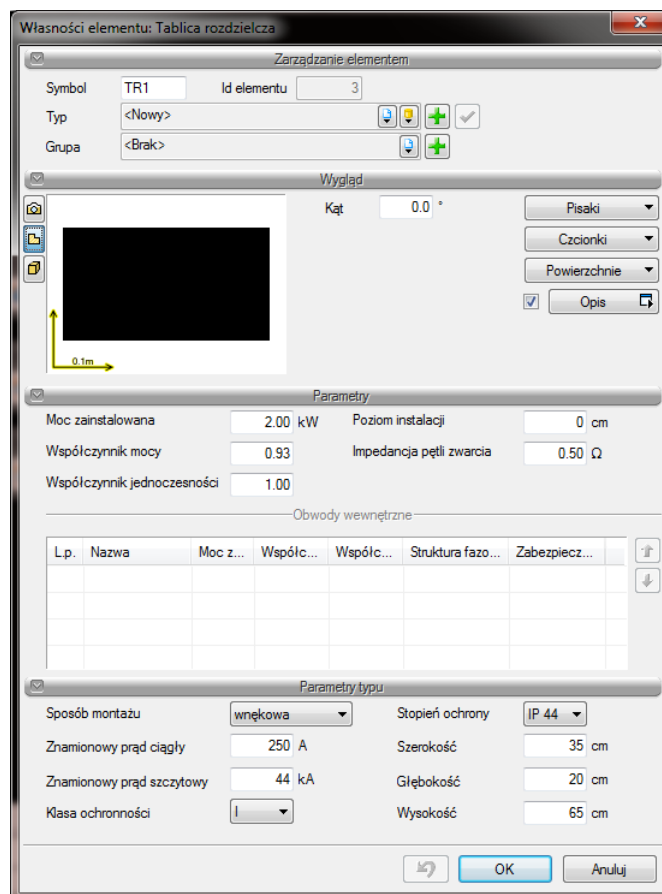 Własności elementu: Tablica rozdzielcza
Zarządzanie elementem
Symbol TR1 Id elementu 3
Typ <Nowy>
Grupa <Brak>
Wygląd
Kąt 0.0 ° Pisaki
Czcionki
Powierzchnie
Opis
0.1m
Parametry
Moc zainstalowana 2.00 kW Poziom instalacji 0 cm
Współczynnik mocy 0.93 Impedancja pętli zwarcia 0.50 Ω
Współczynnik jednoczesności 1.00
Obwody wewnętrzne
L.p. Nazwa Moc z... Współc... Współc... Struktura fazo... Zabezpiecz...
Parametry typu
Sposób montażu wnękowa Stopień ochrony IP 44
Znamionowy prąd ciągły 250 A Szerokość 35 cm
Znamionowy prąd szczytowy 44 kA Głębokość 20 cm
Klasa ochronności I Wysokość 65 cm
OK Anuluj